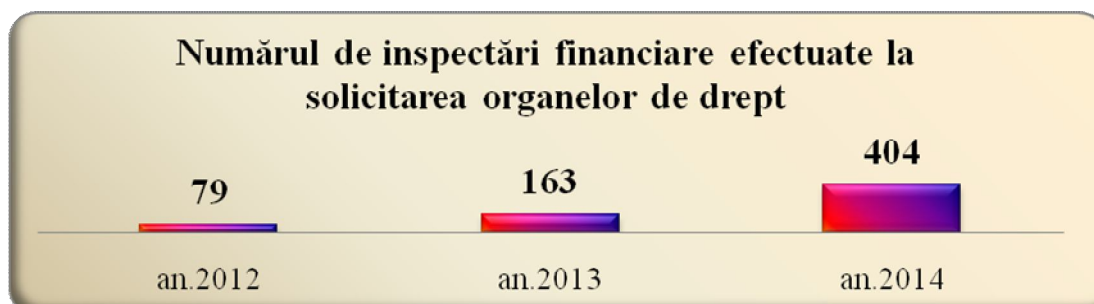 Numărul de inspectări financiare efectuate la
solicitarea organelor de drept
79 163 404
an.2012 an.2013 an.2014